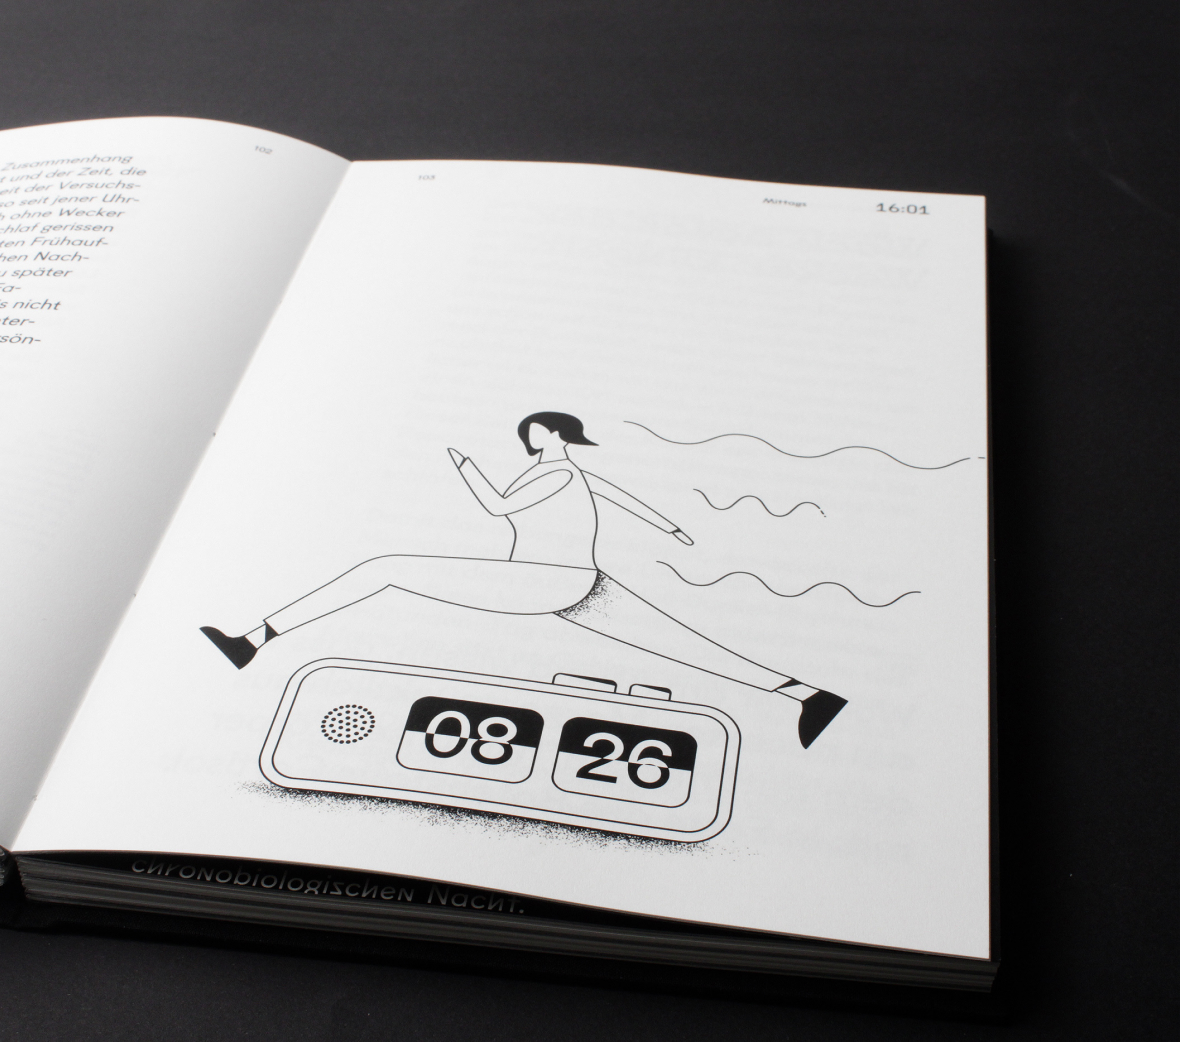 102
Zusammenhang
t und der Zeit, die
eit der Versuchs-
so seit jener Uhr-
h ohne Wecker
chlaf gerissen
ten Frühauf-
hen Nach-
u später
Fa-
s nicht
ter-
sön-
103
Mittags 16:01
08 26
chronobiologischen Nacht.